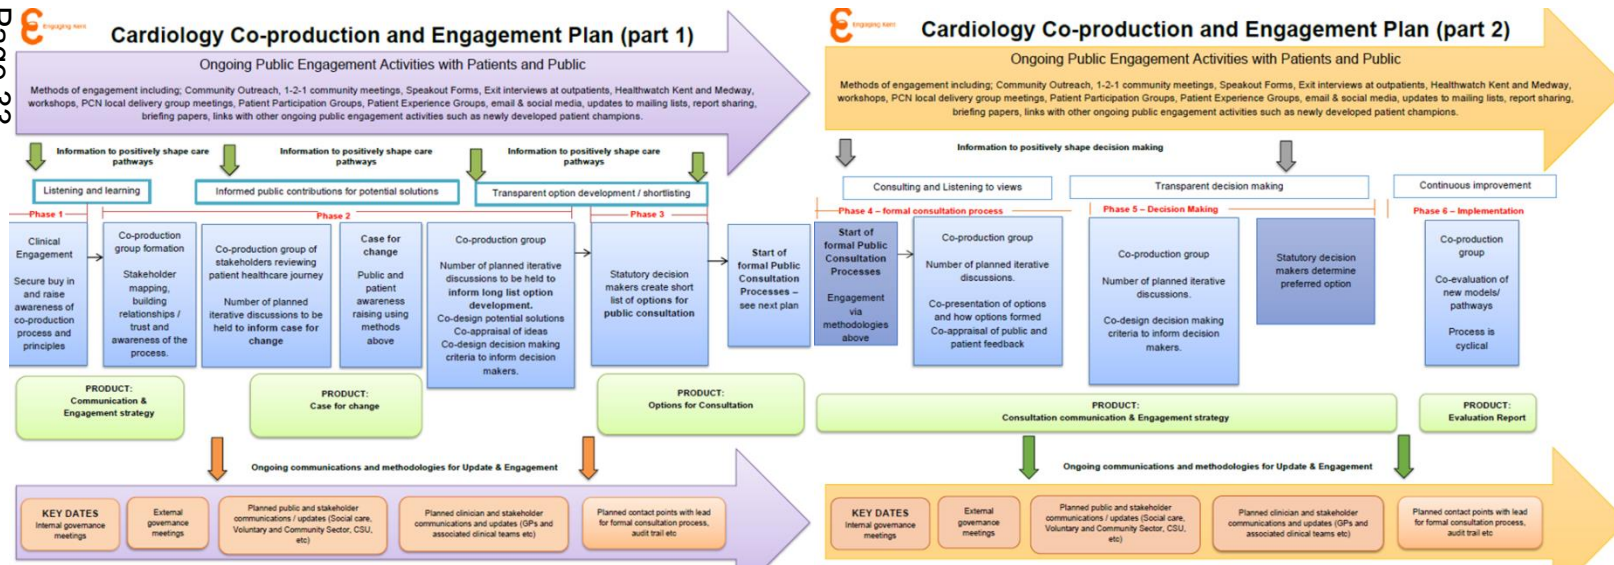 Page 22
Engaging Kent
Cardiology Co-production and Engagement Plan (part 1)
Ongoing Public Engagement Activities with Patients and Public
Methods of engagement including; Community Outreach, 1-2-1 community meetings, Speakout Forms, Exit interviews at outpatients, Healthwatch Kent and Medway,
workshops, PCN local delivery group meetings, Patient Participation Groups, Patient Experience Groups, email & social media, updates to mailing lists, report sharing,
briefing papers, links with other ongoing public engagement activities such as newly developed patient champions.
Information to positively shape care
pathways
Information to positively shape care
pathways
Information to positively shape care
pathways
Listening and learning
Informed public contributions for potential solutions
Transparent option development / shortlisting
Phase 1
Phase 2
Phase 3
Clinical
Engagement
Secure buy in
and raise
awareness of
co-production
process and
principles
Co-production
group formation
Stakeholder
mapping,
building
relationships /
trust and
awareness of the
process.
Co-production group of
stakeholders reviewing
patient healthcare journey
Number of planned
iterative discussions to be
held to inform case for
change
Case for
change
Public and
patient
awareness
raising using
methods
above
Co-production group
Number of planned iterative
discussions to be held to
inform long list option
development.
Co-design potential solutions
Co-appraisal of ideas
Co-design decision making
criteria to inform decision
makers.
Statutory decision
makers create short
list of options for
public consultation
Start of
formal Public
Consultation
Processes –
see next plan
PRODUCT:
Communication &
Engagement strategy
PRODUCT:
Case for change
PRODUCT:
Options for Consultation
Ongoing communications and methodologies for Update & Engagement
KEY DATES
Internal governance
meetings
External
governance
meetings
Planned public and stakeholder
communications / updates (Social care,
Voluntary and Community Sector, CSU,
etc)
Planned clinician and stakeholder
communications and updates (GPs and
associated clinical teams etc)
Planned contact points with lead
for formal consultation process,
audit trail etc
Engaging Kent
Cardiology Co-production and Engagement Plan (part 2)
Ongoing Public Engagement Activities with Patients and Public
Methods of engagement including; Community Outreach, 1-2-1 community meetings, Speakout Forms, Exit interviews at outpatients, Healthwatch Kent and Medway,
workshops, PCN local delivery group meetings, Patient Participation Groups, Patient Experience Groups, email & social media, updates to mailing lists, report sharing,
briefing papers, links with other ongoing public engagement activities such as newly developed patient champions.
Information to positively shape decision making
Consulting and Listening to views
Transparent decision making
Continuous improvement
Phase 4 – formal consultation process
Phase 5 – Decision Making
Phase 6 – Implementation
Start of
formal Public
Consultation
Processes
Engagement
via
methodologies
above
Co-production group
Number of planned iterative
discussions.
Co-presentation of options
and how options formed
Co-appraisal of public and
patient feedback
Co-production group
Number of planned iterative
discussions.
Co-design decision making
criteria to inform decision
makers.
Statutory decision
makers determine
preferred option
Co-production
group
Co-evaluation of
new models/
pathways
Process is
cyclical
PRODUCT:
Consultation communication & Engagement strategy
PRODUCT:
Evaluation Report
Ongoing communications and methodologies for Update & Engagement
KEY DATES
Internal governance
meetings
External
governance
meetings
Planned public and stakeholder
communications / updates (Social care,
Voluntary and Community Sector, CSU,
etc)
Planned clinician and stakeholder
communications and updates (GPs and
associated clinical teams etc)
Planned contact points with lead
for formal consultation process,
audit trail etc